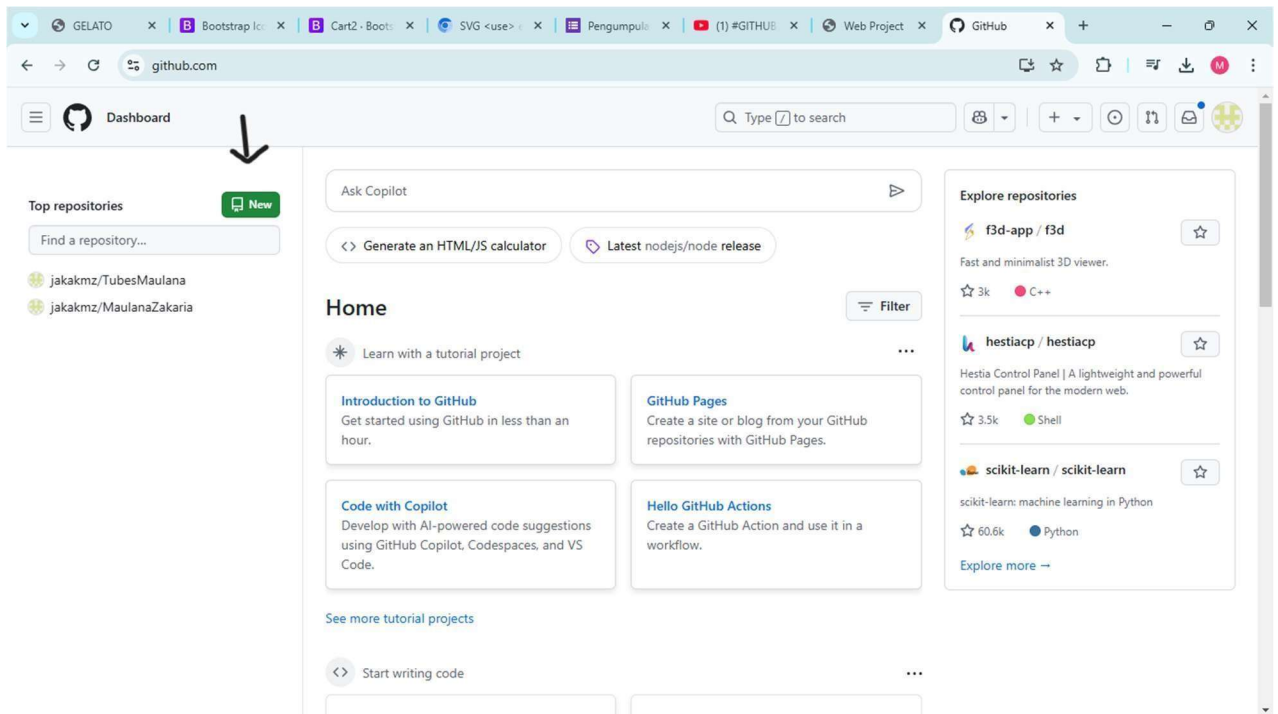 GELATO
Bootstrap Ico
Cart2 · Boots
SVG <use> e
Pengumpula
(1) #GITHUB
Web Project
GitHub
github.com
M
Dashboard
Type / to search
Top repositories
New
Find a repository...
jakakmz/TubesMaulana
jakakmz/MaulanaZakaria
Ask Copilot
Generate an HTML/JS calculator
Latest nodejs/node release
Home
Filter
Learn with a tutorial project
Introduction to GitHub
Get started using GitHub in less than an
hour.
GitHub Pages
Create a site or blog from your GitHub
repositories with GitHub Pages.
Code with Copilot
Develop with AI-powered code suggestions
using GitHub Copilot, Codespaces, and VS
Code.
Hello GitHub Actions
Create a GitHub Action and use it in a
workflow.
See more tutorial projects
Start writing code
Explore repositories
f3d-app / f3d
Fast and minimalist 3D viewer.
3k
C++
hestiacp / hestiacp
Hestia Control Panel | A lightweight and powerful
control panel for the modern web.
3.5k
Shell
scikit-learn / scikit-learn
scikit-learn: machine learning in Python
60.6k
Python
Explore more →